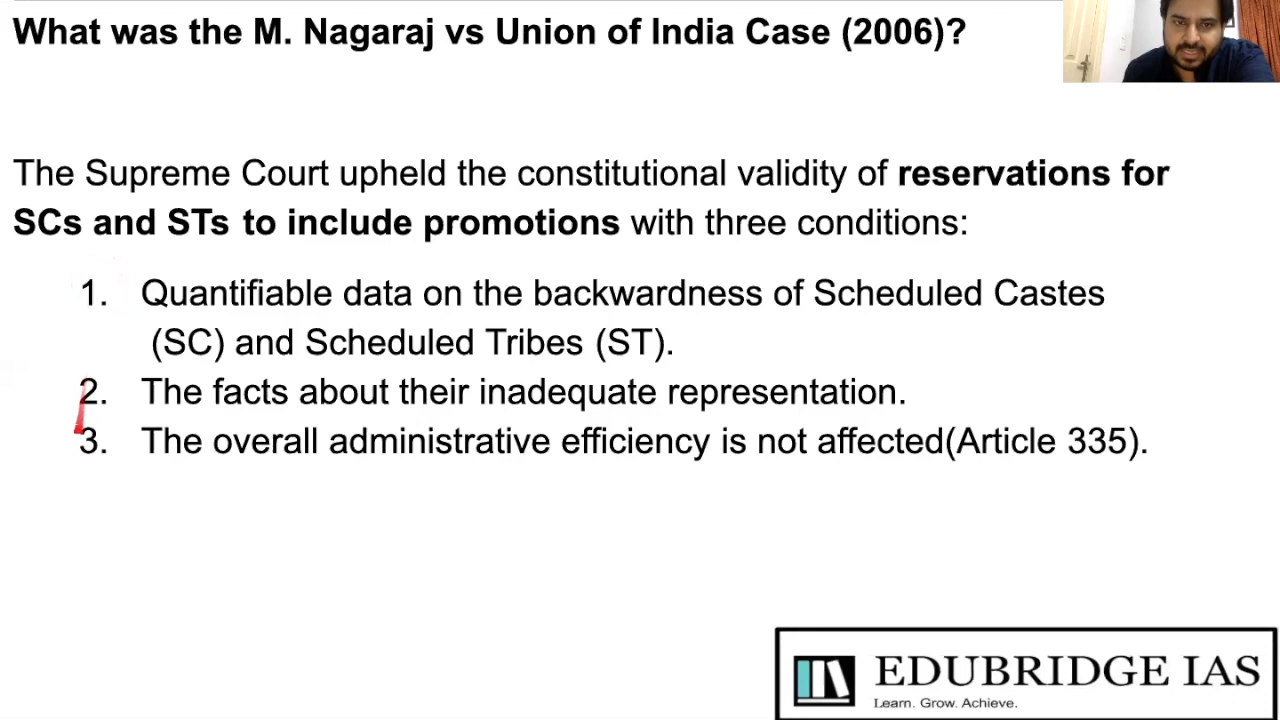 What was the M. Nagaraj vs Union of India Case (2006)?
The Supreme Court upheld the constitutional validity of reservations for
SCs and STs to include promotions with three conditions:
1. Quantifiable data on the backwardness of Scheduled Castes
(SC) and Scheduled Tribes (ST).
2. The facts about their inadequate representation.
3. The overall administrative efficiency is not affected(Article 335).
EDUBRIDGE IAS
Learn. Grow. Achieve.